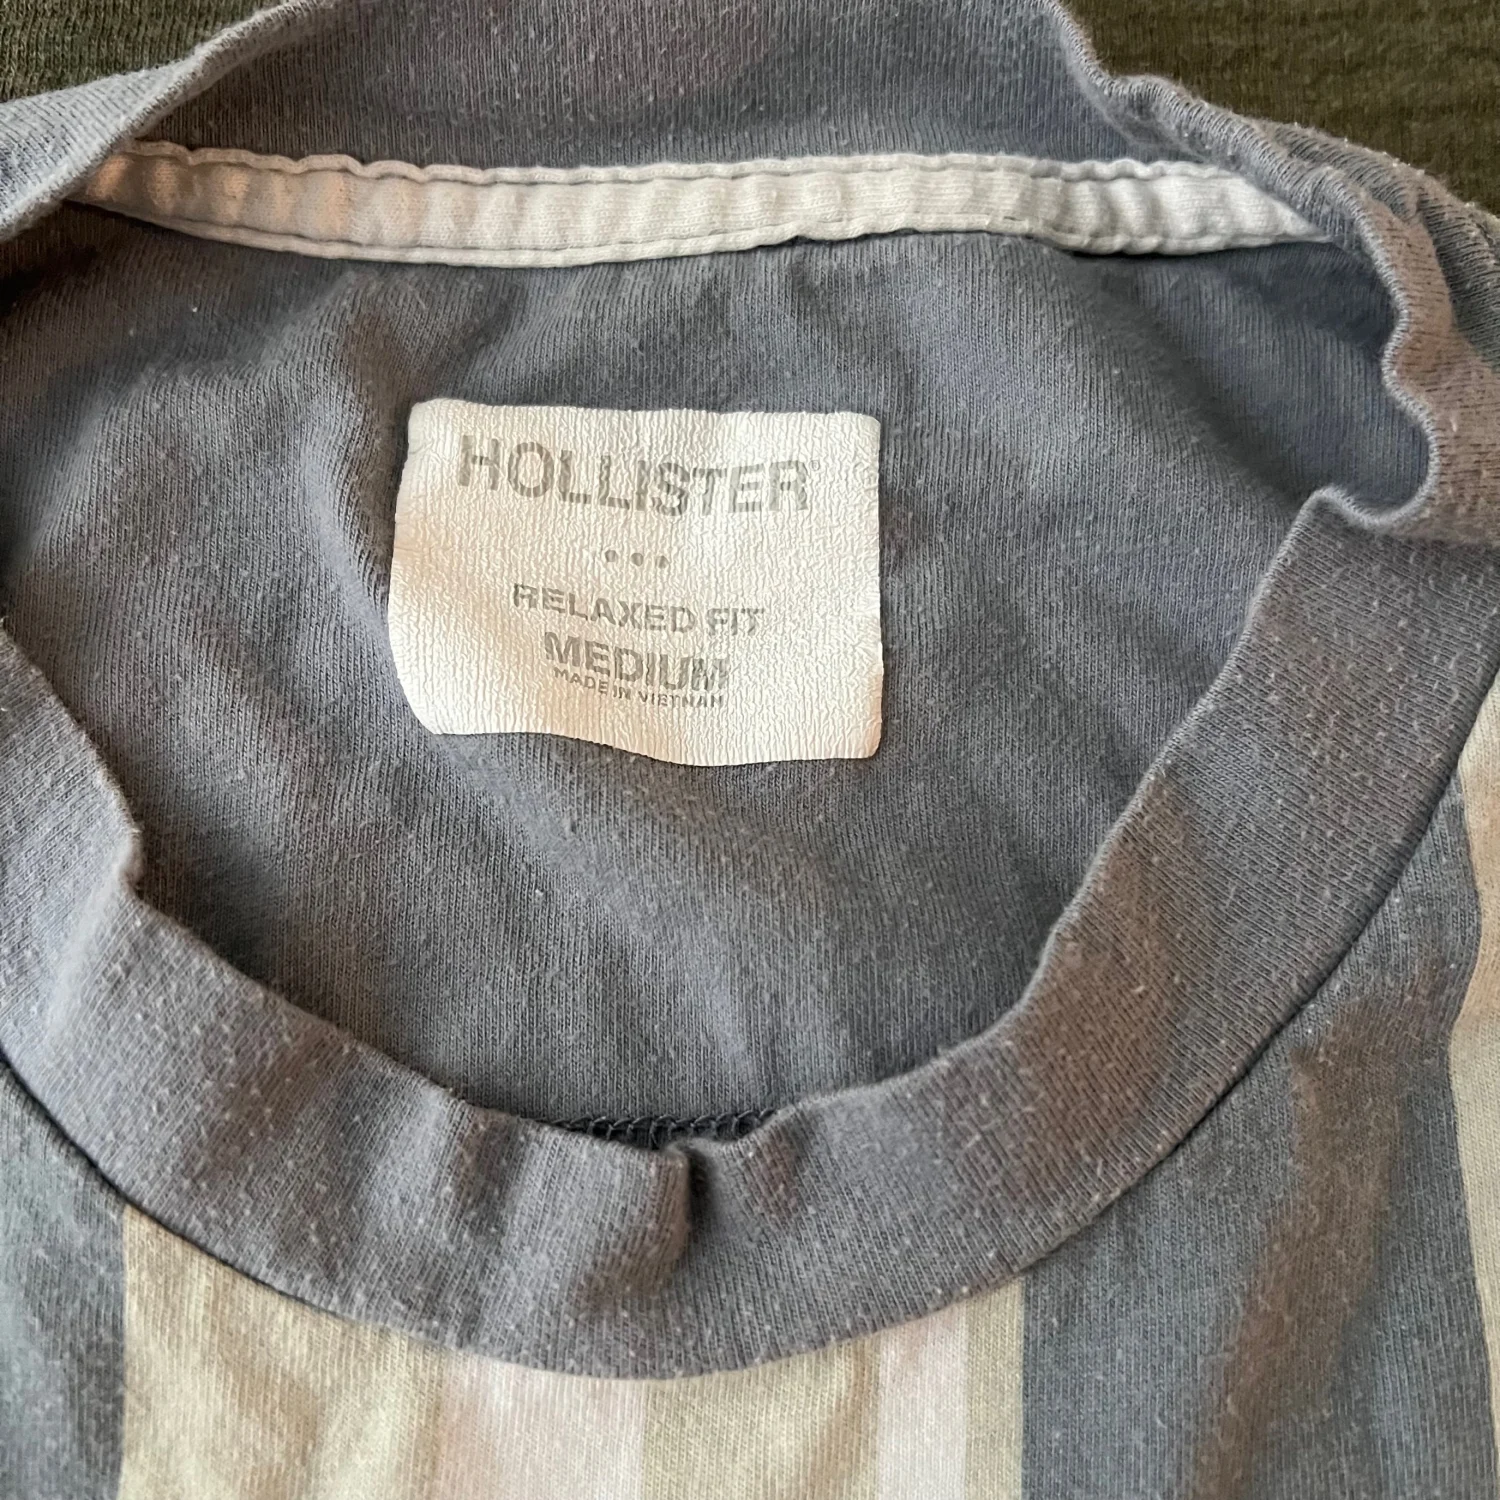 HOLLISTER®
•••
RELAXED FIT
MEDIUM
MADE IN VIETNAM